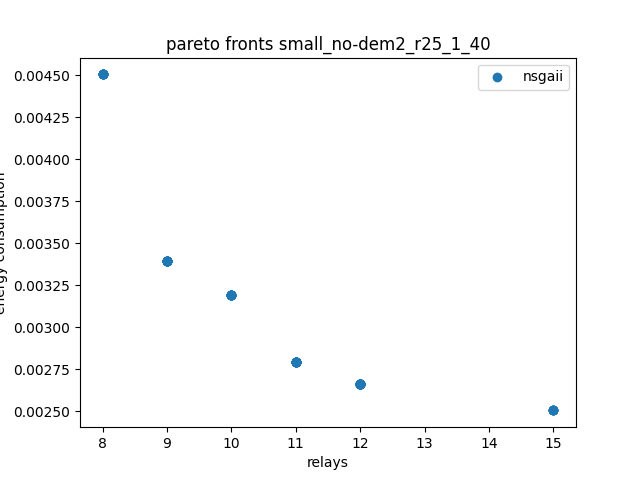 pareto fronts small_no-dem2_r25_1_40
nsgaii
0.00450
0.00425
0.00400
0.00375
0.00350
0.00325
0.00300
0.00275
0.00250
energy consumption
8 9 10 11 12 13 14 15
relays